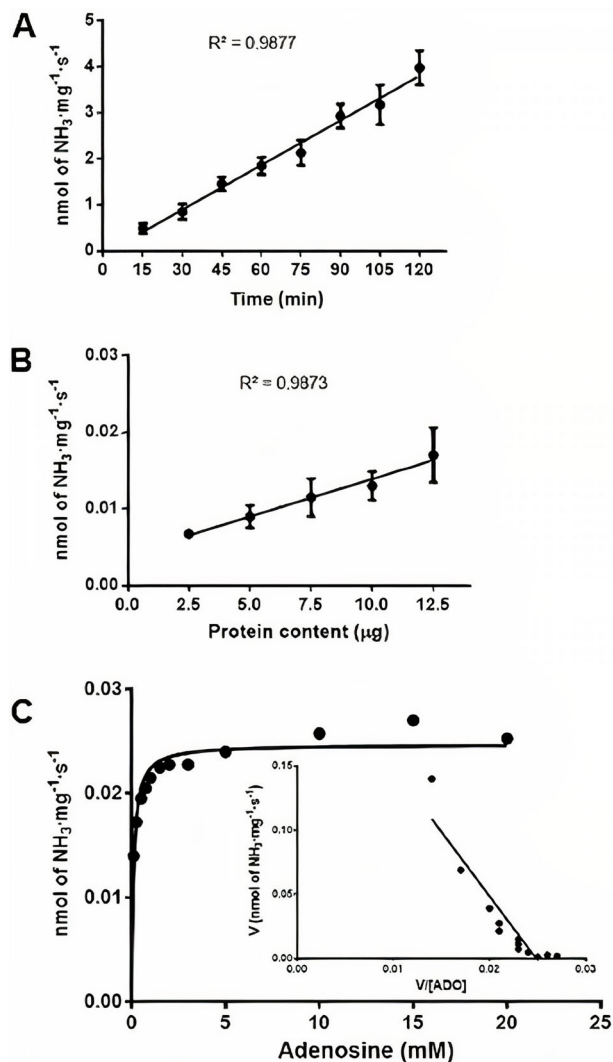 A
nmol of NH₃·mg⁻¹·s⁻¹
5
4
3
2
1
0
R² = 0.9877
0 15 30 45 60 75 90 105 120
Time (min)
B
nmol of NH₃·mg⁻¹·s⁻¹
0.03
0.02
0.01
0.00
R² = 0.9873
0.0 2.5 5.0 7.5 10.0 12.5
Protein content (μg)
C
nmol of NH₃·mg⁻¹·s⁻¹
0.03
0.02
0.01
0.00
V (nmol of NH₃·mg⁻¹·s⁻¹)
0.15
0.10
0.05
0.00
0.00 0.01 0.02 0.03
V/[ADO]
0 5 10 15 20 25
Adenosine (mM)